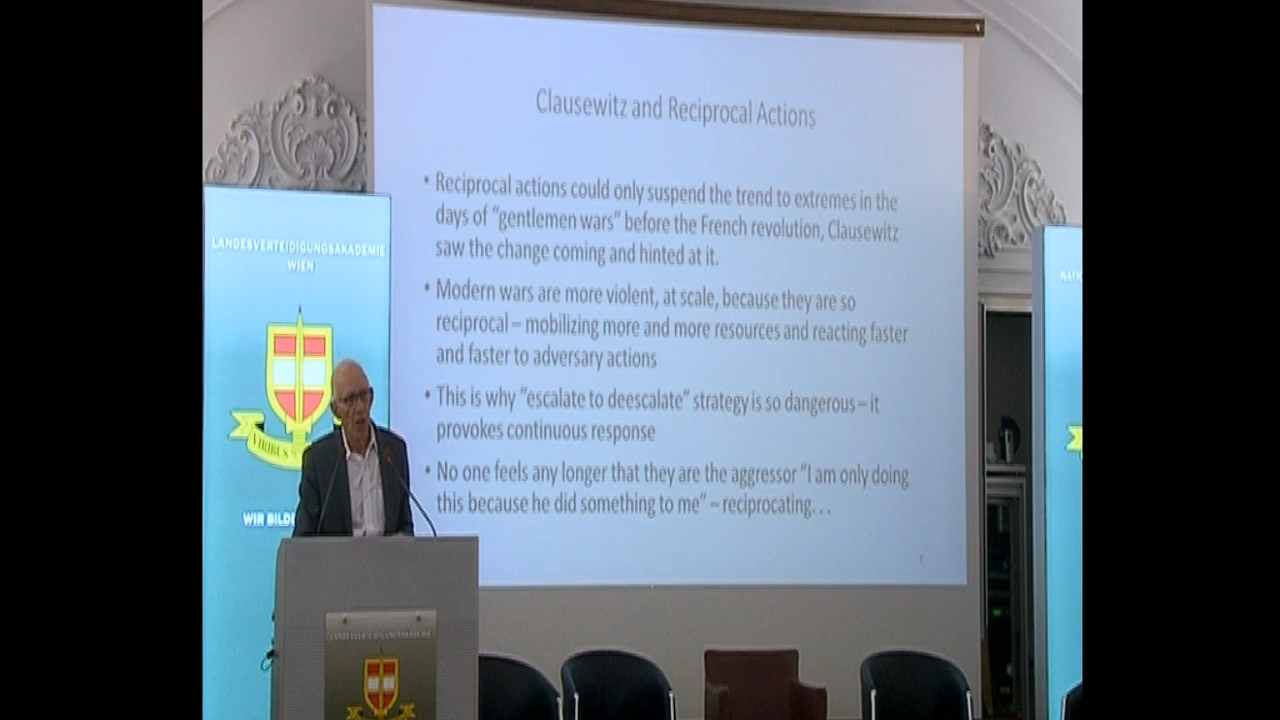 Clausewitz and Reciprocal Actions
• Reciprocal actions could only suspend the trend to extremes in the
days of “gentlemen wars” before the French revolution, Clausewitz
saw the change coming and hinted at it.
• Modern wars are more violent, at scale, because they are so
reciprocal – mobilizing more and more resources and reacting faster
and faster to adversary actions
• This is why “escalate to deescalate” strategy is so dangerous – it
provokes continuous response
• No one feels any longer that they are the aggressor “I am only doing
this because he did something to me” – reciprocating. . .
LANDESVERTEIDIGUNGSAKADEMIE
WIEN
VIRIBUS
WIR BILDE
LANDESVERTEIDIGUNGSAKADEMIE
NATIO